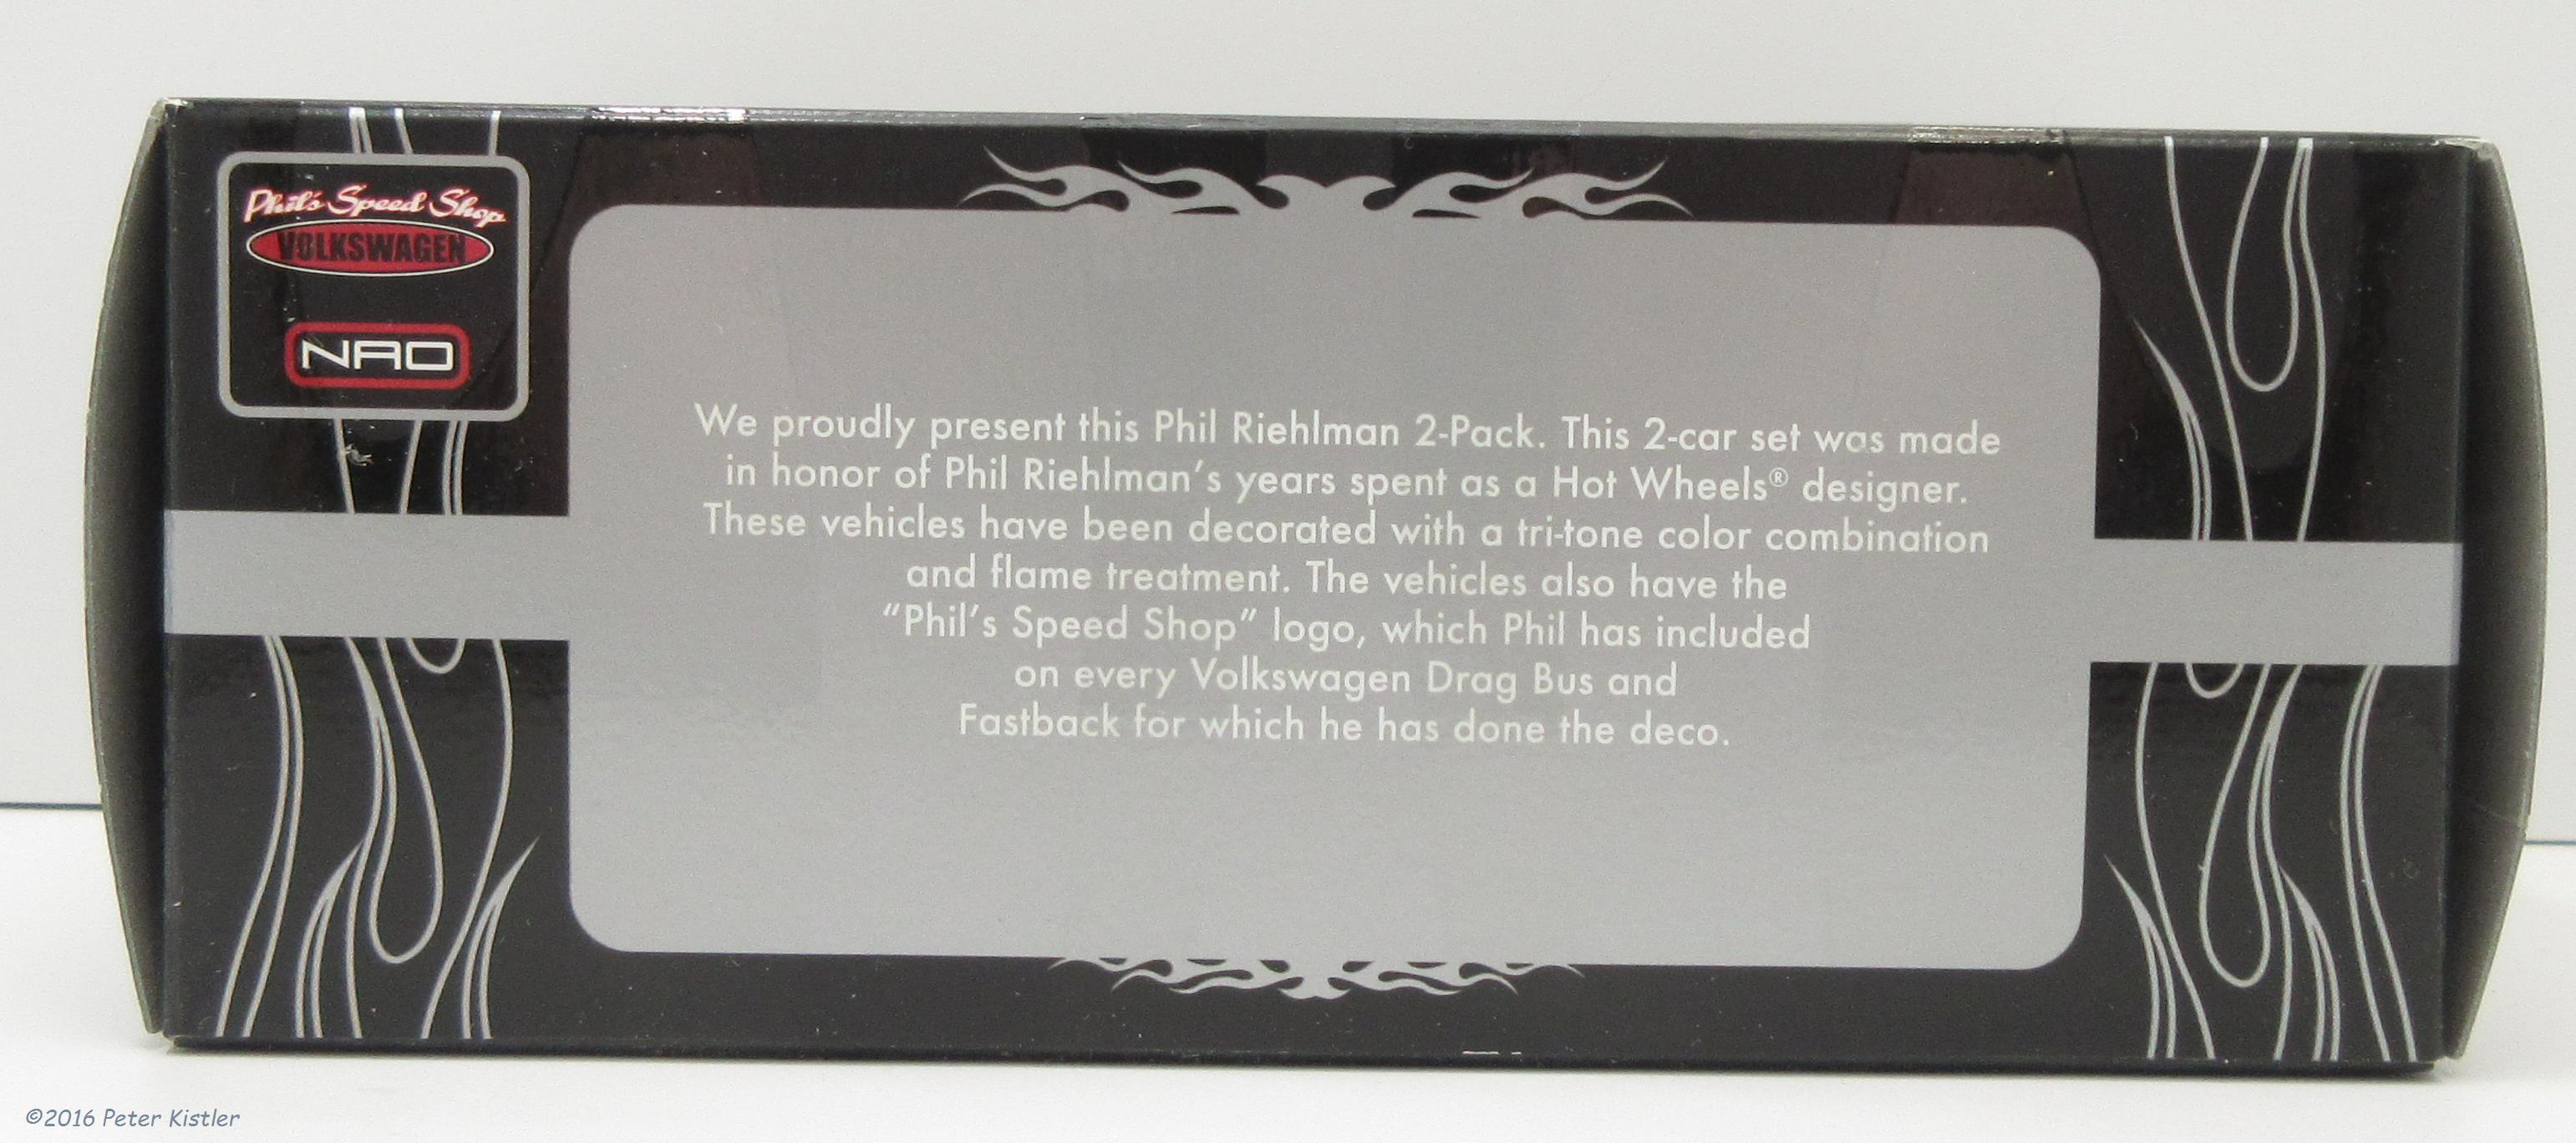 Phil's Speed Shop
VOLKSWAGEN
NAO
We proudly present this Phil Riehlman 2-Pack. This 2-car set was made
in honor of Phil Riehlman's years spent as a Hot Wheels® designer.
These vehicles have been decorated with a tri-tone color combination
and flame treatment. The vehicles also have the
"Phil's Speed Shop" logo, which Phil has included
on every Volkswagen Drag Bus and
Fastback for which he has done the deco.
©2016 Peter Kistler